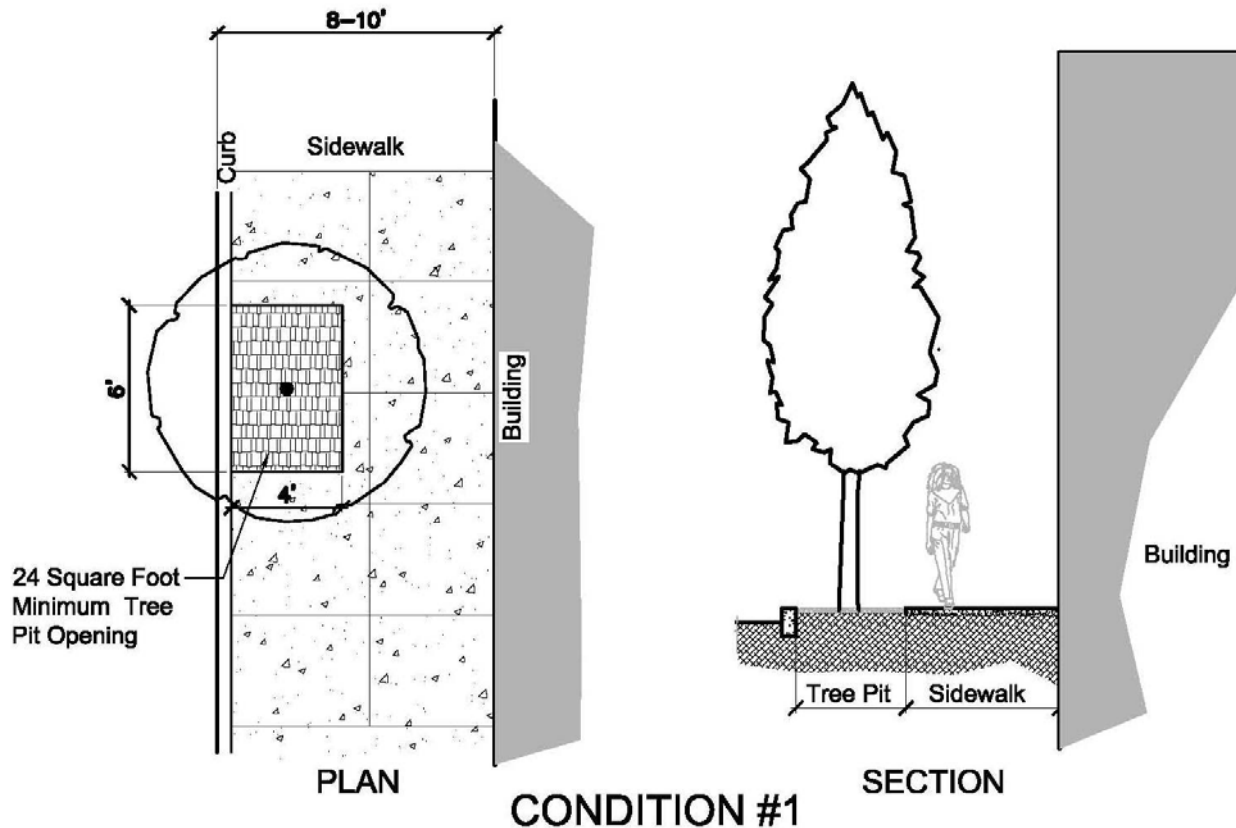 8–10'
Curb
Sidewalk
6'
4'
Building
24 Square Foot
Minimum Tree
Pit Opening
PLAN
Building
Tree Pit
Sidewalk
SECTION
CONDITION #1